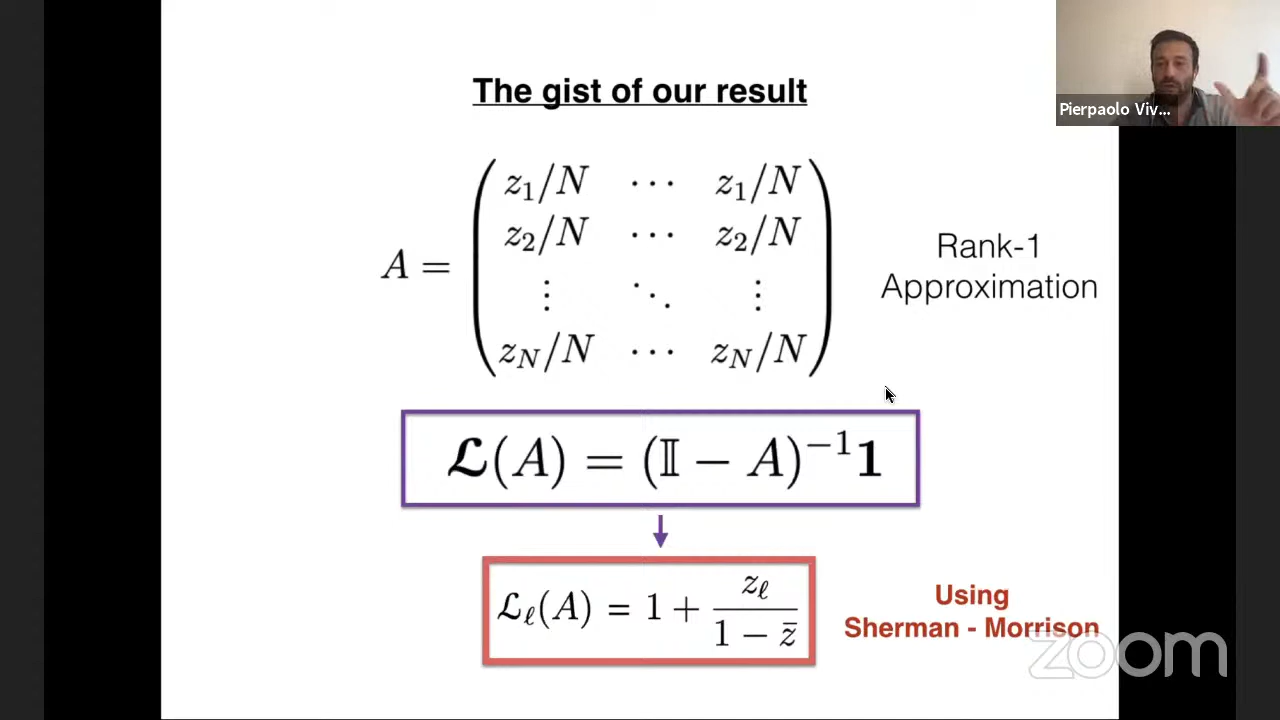 The gist of our result
Pierpaolo Viv...
A = ( z₁/N ⋯ z₁/N
z₂/N ⋯ z₂/N
⋮ ⋱ ⋮
z_N/N ⋯ z_N/N )
Rank-1
Approximation
𝓛(A) = (𝕀 − A)⁻¹𝟏
↓
𝓛_ℓ(A) = 1 + z_ℓ / (1 − z̄)
Using
Sherman - Morrison
zoom